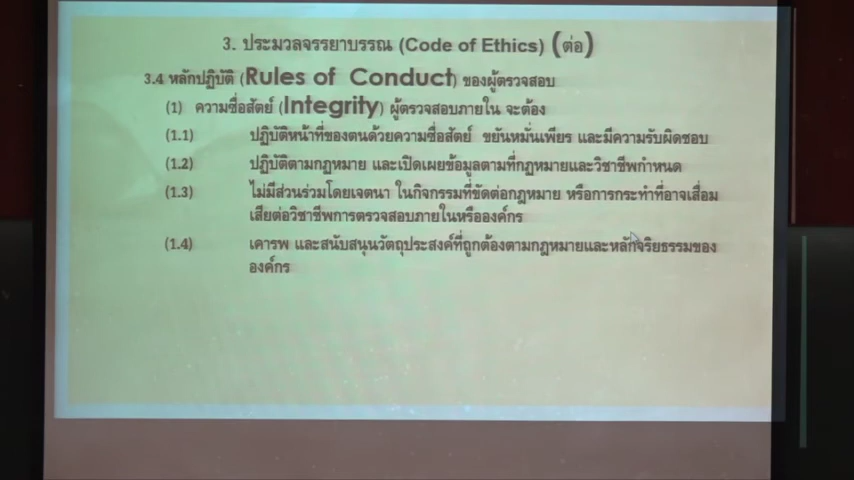 3. ประมวลจรรยาบรรณ (Code of Ethics) (ต่อ)
3.4 หลักปฏิบัติ (Rules of Conduct) ของผู้ตรวจสอบ
(1) ความซื่อสัตย์ (Integrity) ผู้ตรวจสอบภายใน จะต้อง
(1.1) ปฏิบัติหน้าที่ของตนด้วยความซื่อสัตย์ ขยันหมั่นเพียร และมีความรับผิดชอบ
(1.2) ปฏิบัติตามกฎหมาย และเปิดเผยข้อมูลตามที่กฎหมายและวิชาชีพกำหนด
(1.3) ไม่มีส่วนร่วมโดยเจตนา ในกิจกรรมที่ขัดต่อกฎหมาย หรือการกระทำที่อาจเสื่อม
เสียต่อวิชาชีพการตรวจสอบภายในหรือองค์กร
(1.4) เคารพ และสนับสนุนวัตถุประสงค์ที่ถูกต้องตามกฎหมายและหลักจริยธรรมของ
องค์กร